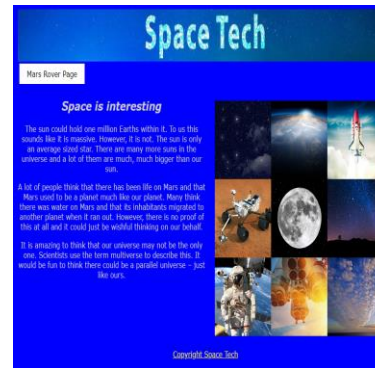 Space Tech
Mars Rover Page
Space is interesting
The sun could hold one million Earths within it. To us this
sounds like it is massive. However, it is not. The sun is only
an average sized star. There are many more suns in the
universe and a lot of them are much, much bigger than our
sun.
A lot of people think that there has been life on Mars and that
Mars used to be a planet much like our planet. Many think
there was water on Mars and that its inhabitants migrated to
another planet when it ran out. However, there is no proof of
this at all and it could just be wishful thinking on our behalf.
It is amazing to think that our universe may not be the only
one. Scientists use the term multiverse to describe this. It
would be fun to think there could be a parallel universe – just
like ours.
Copyright Space Tech